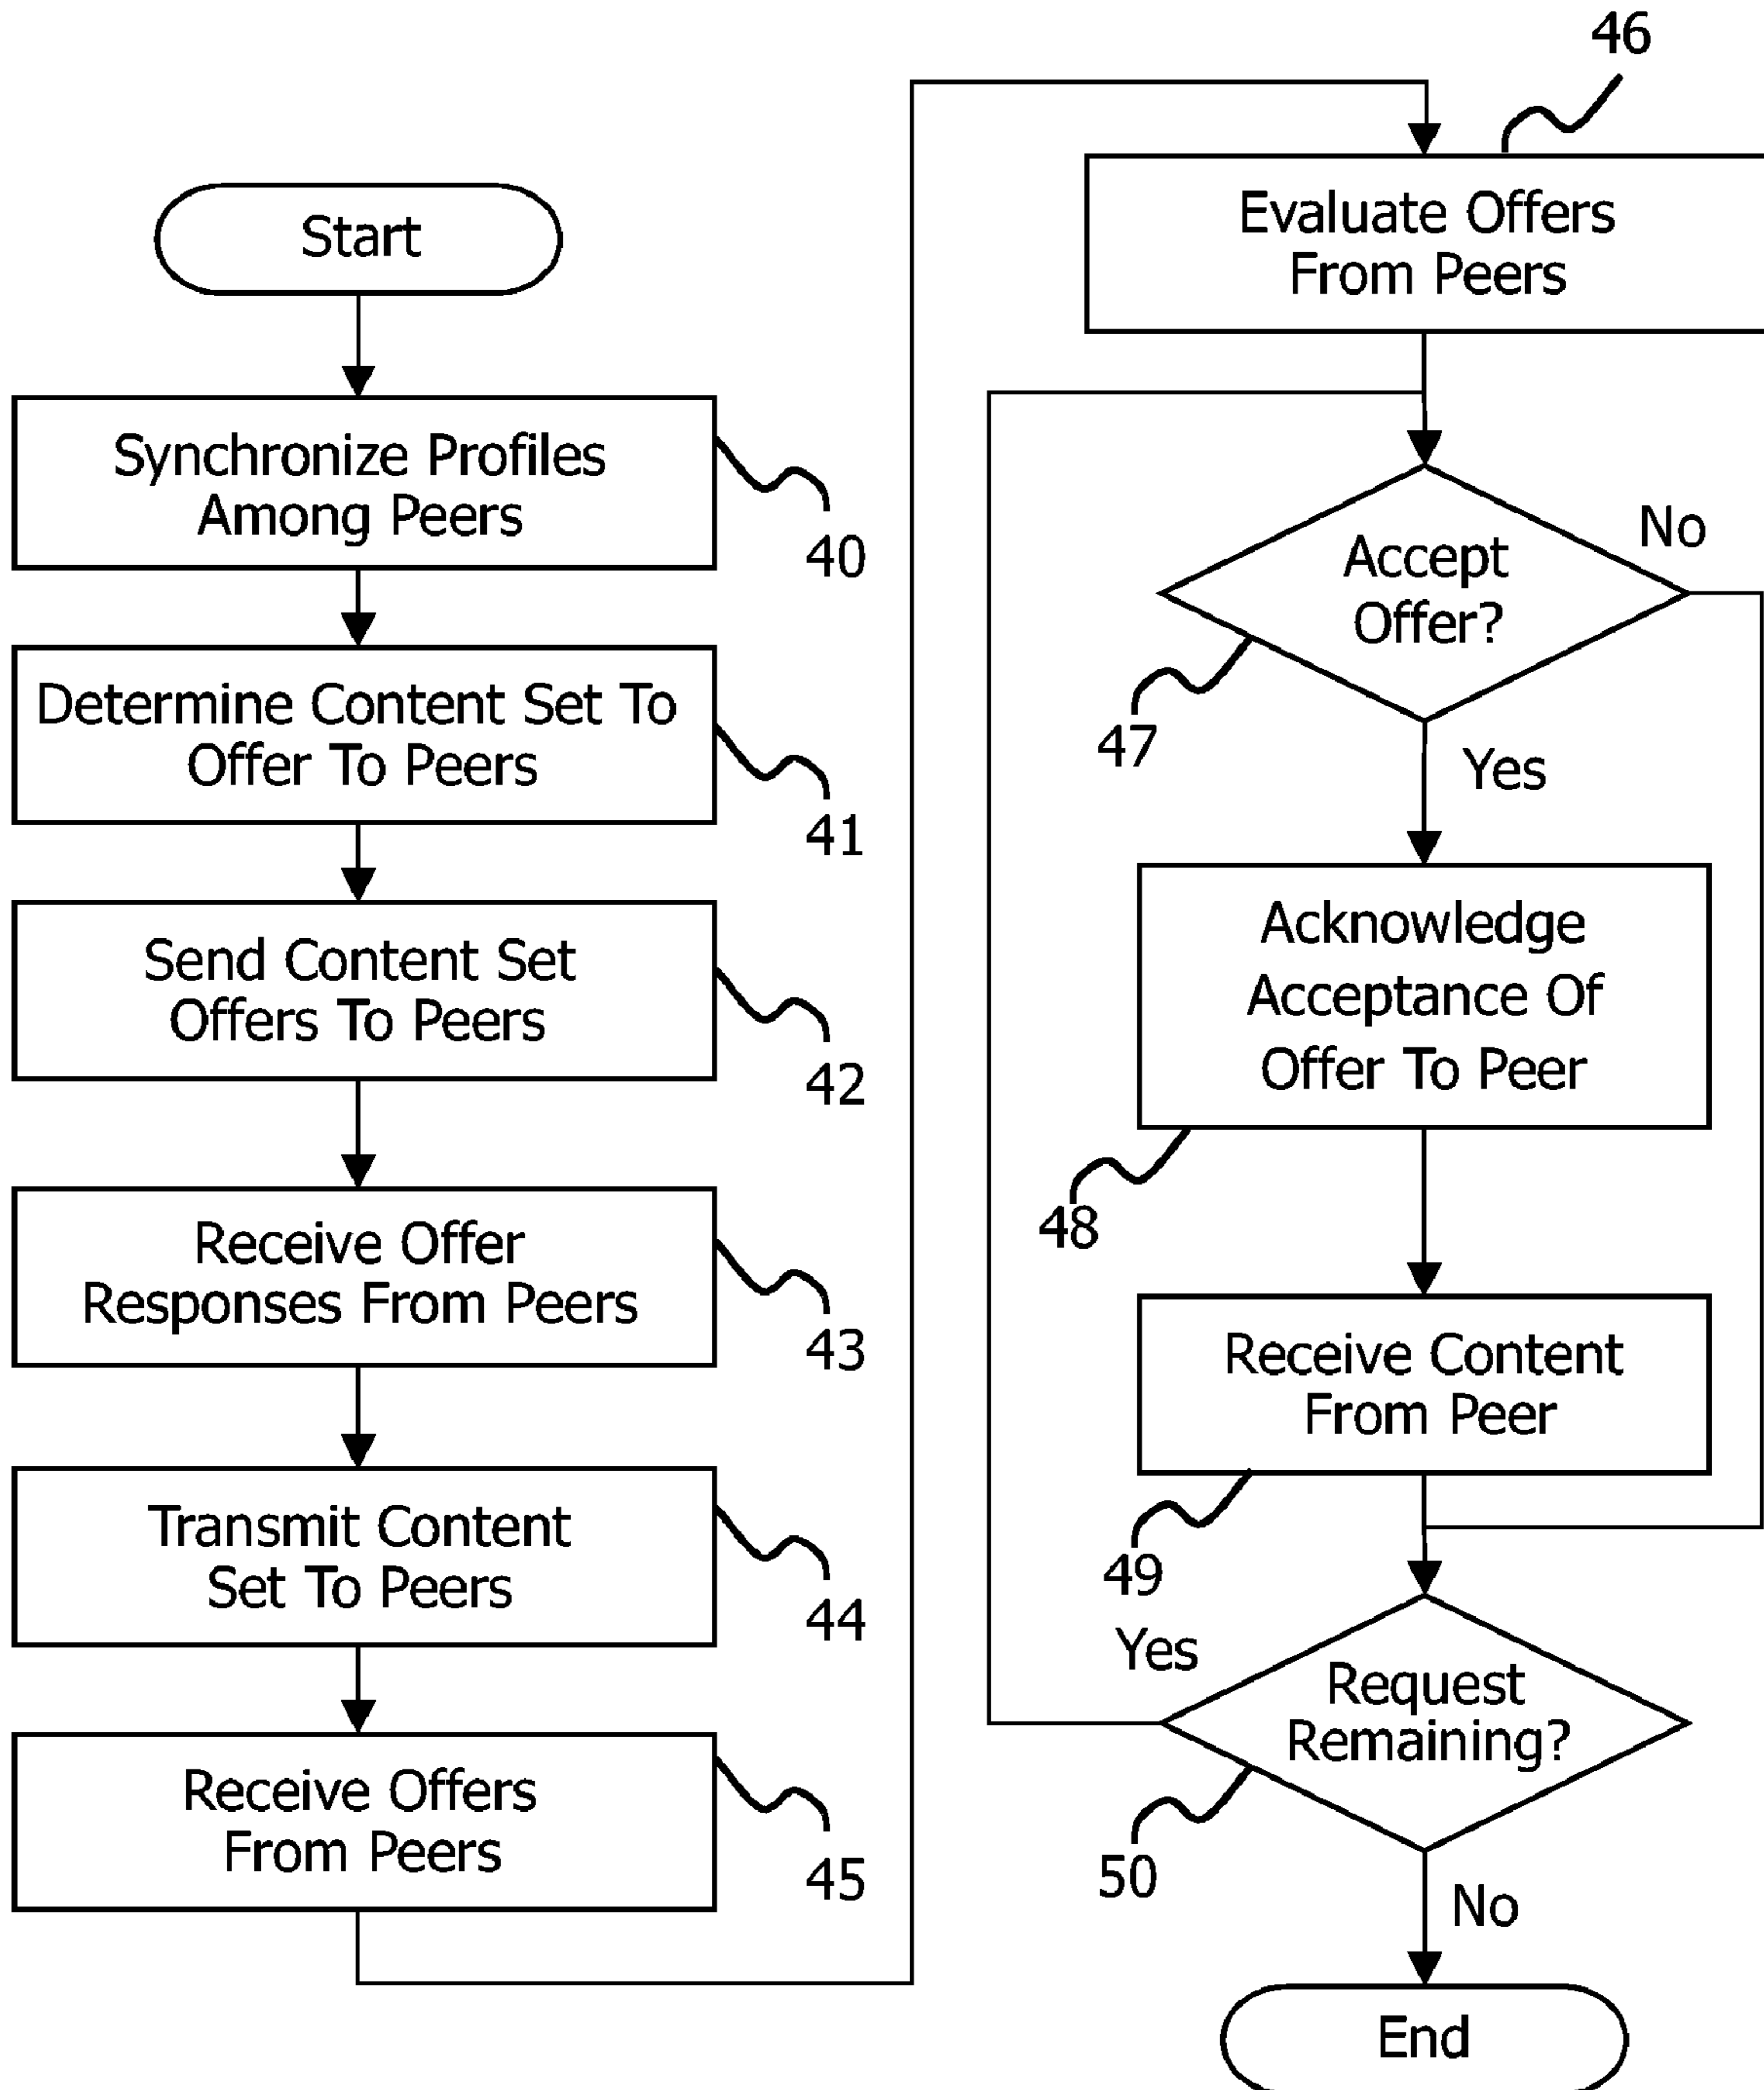 Start
Synchronize Profiles
Among Peers
40
Determine Content Set To
Offer To Peers
41
Send Content Set
Offers To Peers
42
Receive Offer
Responses From Peers
43
Transmit Content
Set To Peers
44
Receive Offers
From Peers
45
46
Evaluate Offers
From Peers
Accept
Offer?
No
47
Yes
Acknowledge
Acceptance Of
Offer To Peer
48
Receive Content
From Peer
49
Yes
Request
Remaining?
50
No
End